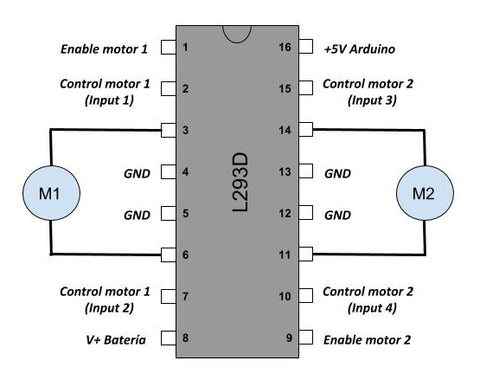 Enable motor 1
1
16
+5V Arduino
Control motor 1
(Input 1)
2
15
Control motor 2
(Input 3)
3
14
M1
GND
4
L293D
13
GND
M2
GND
5
12
GND
6
11
Control motor 1
(Input 2)
7
10
Control motor 2
(Input 4)
V+ Batería
8
9
Enable motor 2